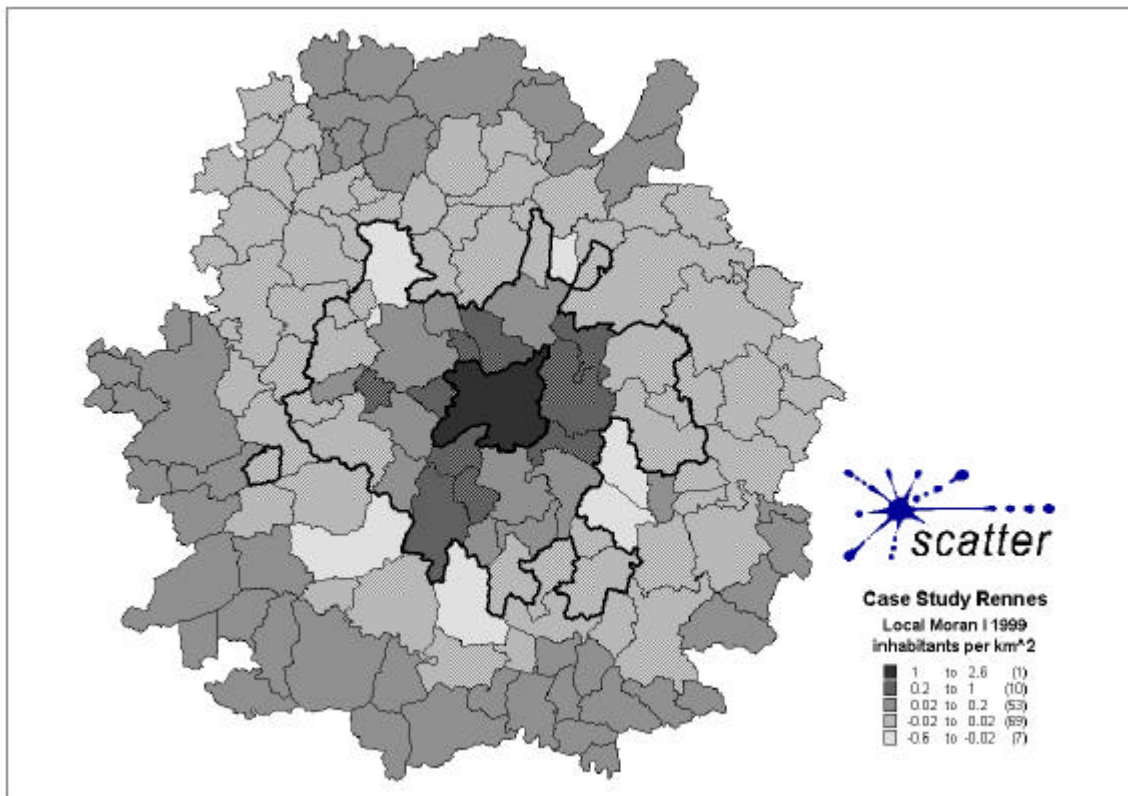 scatter
Case Study Rennes
Local Moran I 1999
inhabitants per km^2
1 to 2.6 (1)
0.2 to 1 (10)
0.02 to 0.2 (53)
-0.02 to 0.02 (69)
-0.6 to -0.02 (7)